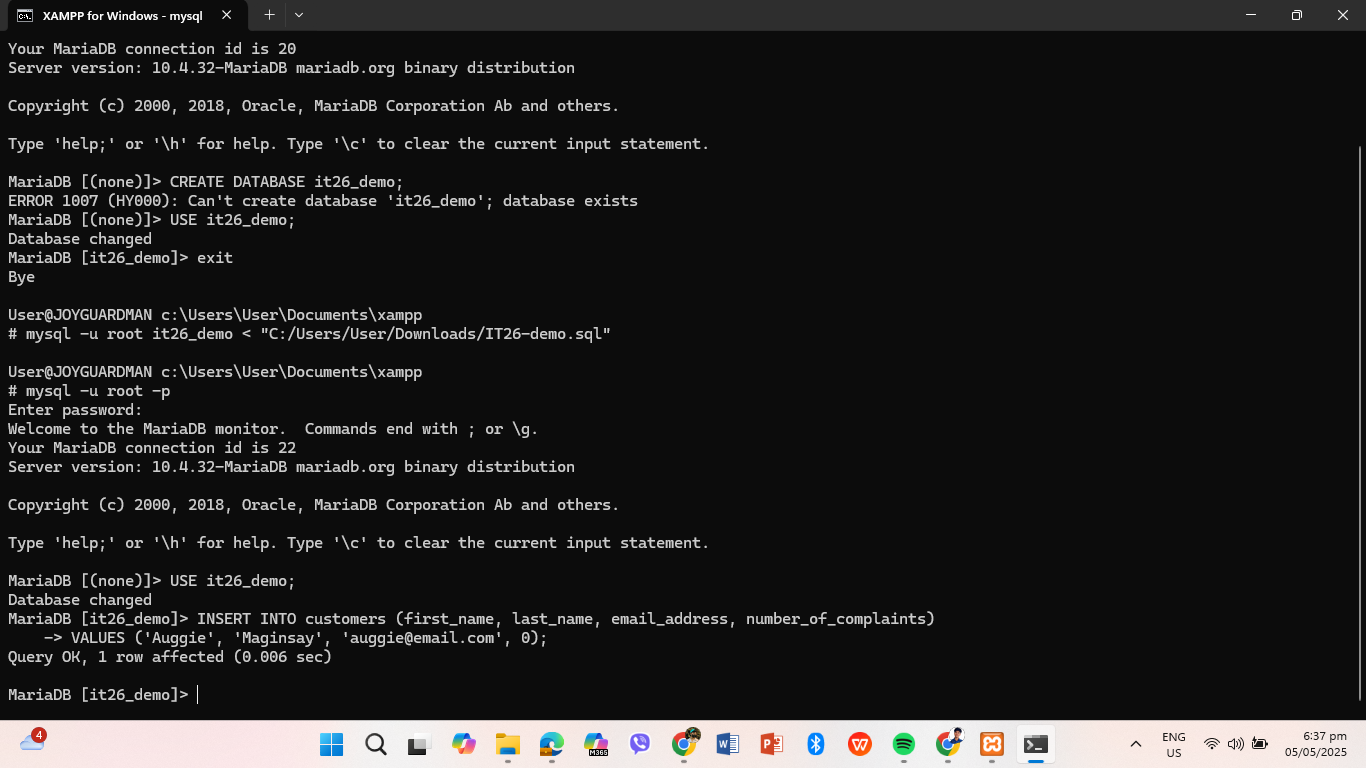 XAMPP for Windows - mysql
Your MariaDB connection id is 20
Server version: 10.4.32-MariaDB mariadb.org binary distribution
Copyright (c) 2000, 2018, Oracle, MariaDB Corporation Ab and others.
Type 'help;' or '\h' for help. Type '\c' to clear the current input statement.
MariaDB [(none)]> CREATE DATABASE it26_demo;
ERROR 1007 (HY000): Can't create database 'it26_demo'; database exists
MariaDB [(none)]> USE it26_demo;
Database changed
MariaDB [it26_demo]> exit
Bye
User@JOYGUARDMAN c:\Users\User\Documents\xampp
# mysql -u root it26_demo < "C:/Users/User/Downloads/IT26-demo.sql"
User@JOYGUARDMAN c:\Users\User\Documents\xampp
# mysql -u root -p
Enter password:
Welcome to the MariaDB monitor.  Commands end with ; or \g.
Your MariaDB connection id is 22
Server version: 10.4.32-MariaDB mariadb.org binary distribution
Copyright (c) 2000, 2018, Oracle, MariaDB Corporation Ab and others.
Type 'help;' or '\h' for help. Type '\c' to clear the current input statement.
MariaDB [(none)]> USE it26_demo;
Database changed
MariaDB [it26_demo]> INSERT INTO customers (first_name, last_name, email_address, number_of_complaints)
    -> VALUES ('Auggie', 'Maginsay', 'auggie@email.com', 0);
Query OK, 1 row affected (0.006 sec)
MariaDB [it26_demo]>
4
M365
W
P
W
ENG
US
6:37 pm
05/05/2025